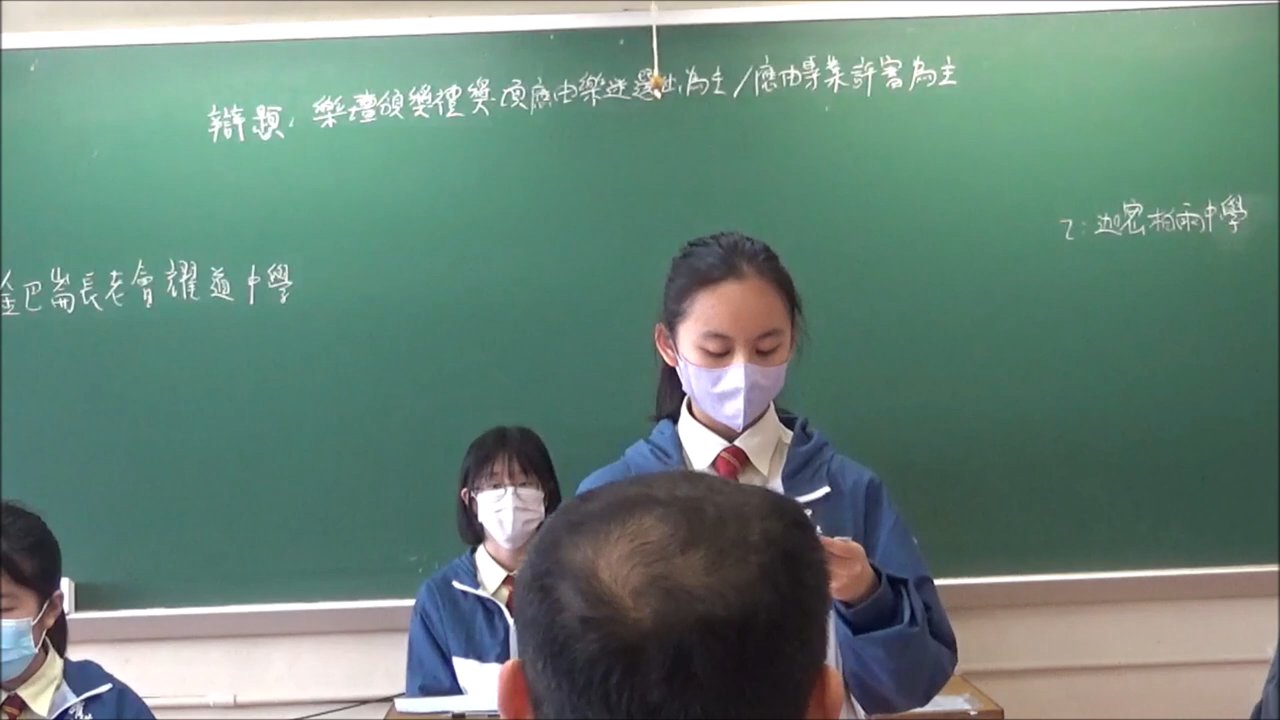 辯題：樂壇頒獎禮獎項應由樂迷選出為主／應由專業評審為主
乙：迦密柏雨中學
金巴崙長老會耀道中學